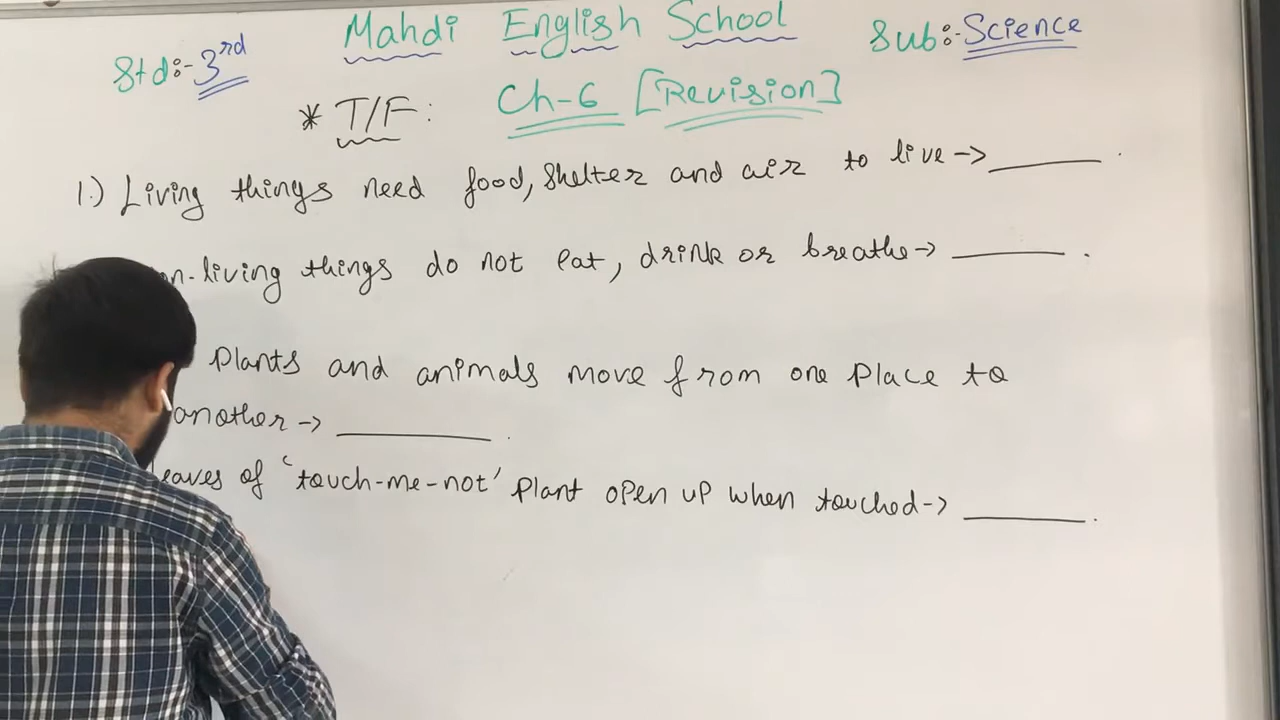 Mahdi English School
Std:- 3rd
Sub:- Science
Ch-6 [Revision]
* T/F:
1.) Living things need food, shelter and air to live -> ______ .
n-living things do not eat, drink or breathe -> ______ .
Plants and animals move from one place to
another -> ______ .
eaves of 'touch-me-not' plant open up when touched -> ______ .